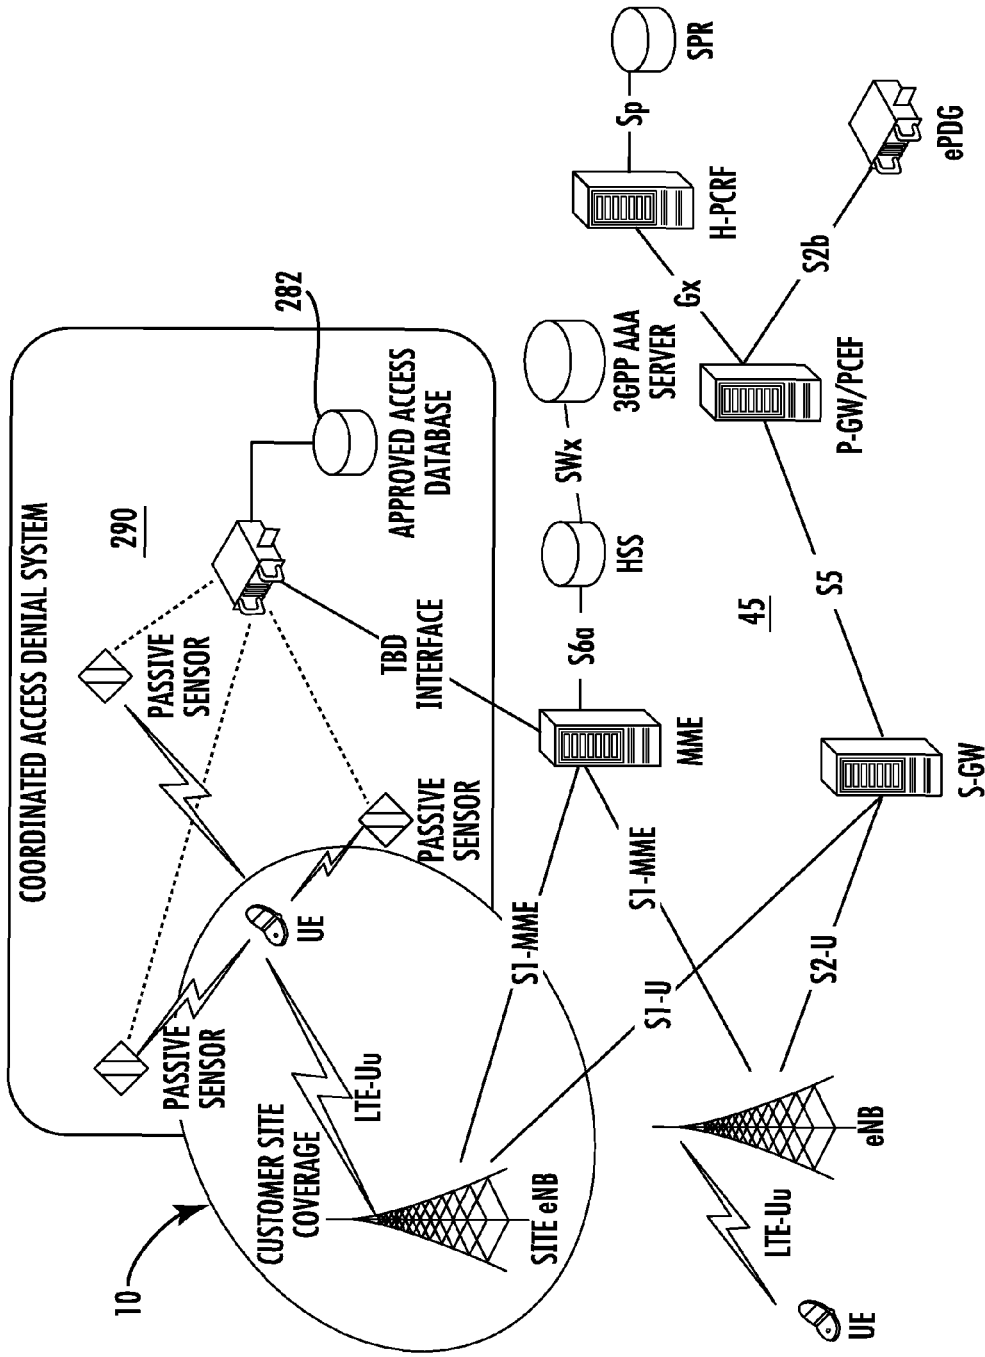 COORDINATED ACCESS DENIAL SYSTEM
290
282
PASSIVE
SENSOR
PASSIVE
SENSOR
PASSIVE
SENSOR
APPROVED ACCESS
DATABASE
TBD
INTERFACE
UE
10
CUSTOMER SITE
COVERAGE
LTE-Uu
SITE eNB
S1-MME
S1-MME
S1-U
S2-U
MME
S6a
HSS
SWx
3GPP AAA
SERVER
45
S-GW
S5
P-GW/PCEF
Gx
H-PCRF
Sp
SPR
S2b
ePDG
eNB
LTE-Uu
UE